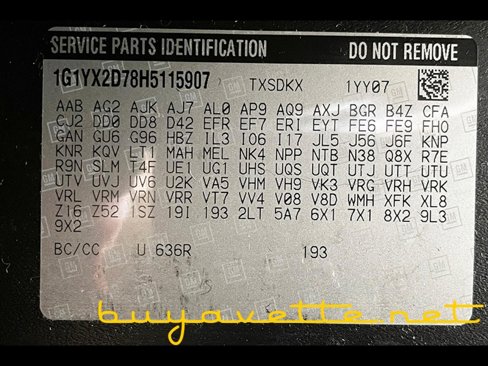 SERVICE PARTS IDENTIFICATION DO NOT REMOVE
1G1YX2D78H5115907 TXSDKX 1YY07
AAB AG2 AJK AJ7 AL0 AP9 AQ9 AXJ BGR B4Z CFA
CJ2 DD0 DD8 D42 EFR EF7 ERI EYT FE6 FE9 FHO
GAN GU6 G96 HBZ IL3 IO6 I17 JL5 J56 J6F KNP
KNR KQV LT1 MAH MEL NK4 NPP NTB N38 Q8X R7E
R9N SLM T4F UE1 UG1 UHS UQS UQT UTJ UTT UTU
UTV UVJ UV6 U2K VA5 VHM VH9 VK3 VRG VRH VRK
VRL VRM VRN VRR VT7 VV4 V08 V8D WMH XFK XL8
Z16 Z52 1SZ 19I 193 2LT 5A7 6X1 7X1 8X2 9L3
9X2
BC/CC U 636R 193
buyavette.net